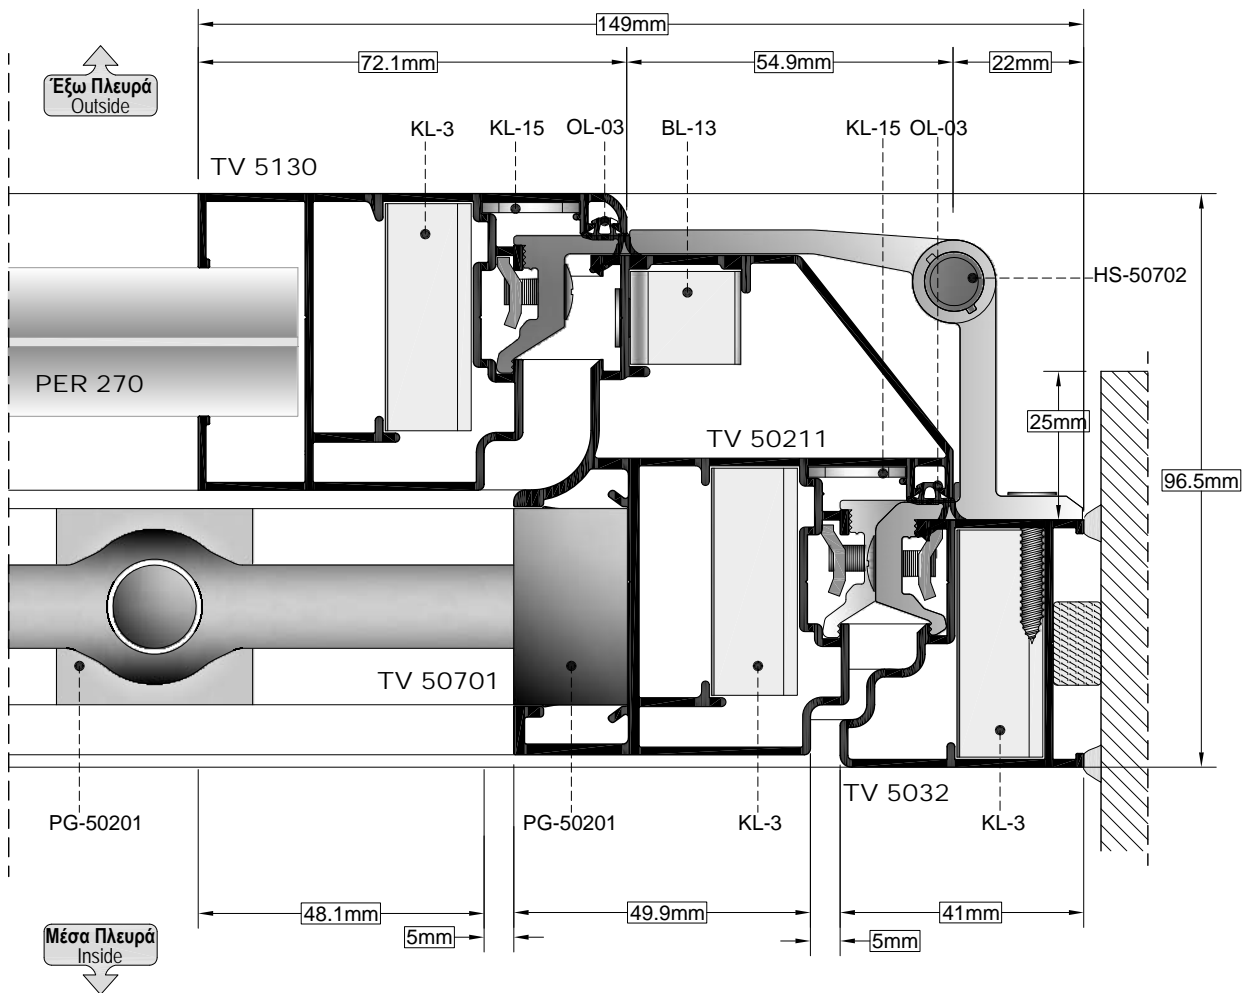 149mm
72.1mm
54.9mm
22mm
Έξω Πλευρά
Outside
KL-3
KL-15
OL-03
BL-13
KL-15
OL-03
TV 5130
HS-50702
PER 270
25mm
TV 50211
96.5mm
TV 50701
TV 5032
PG-50201
PG-50201
KL-3
KL-3
48.1mm
49.9mm
41mm
5mm
5mm
Μέσα Πλευρά
Inside